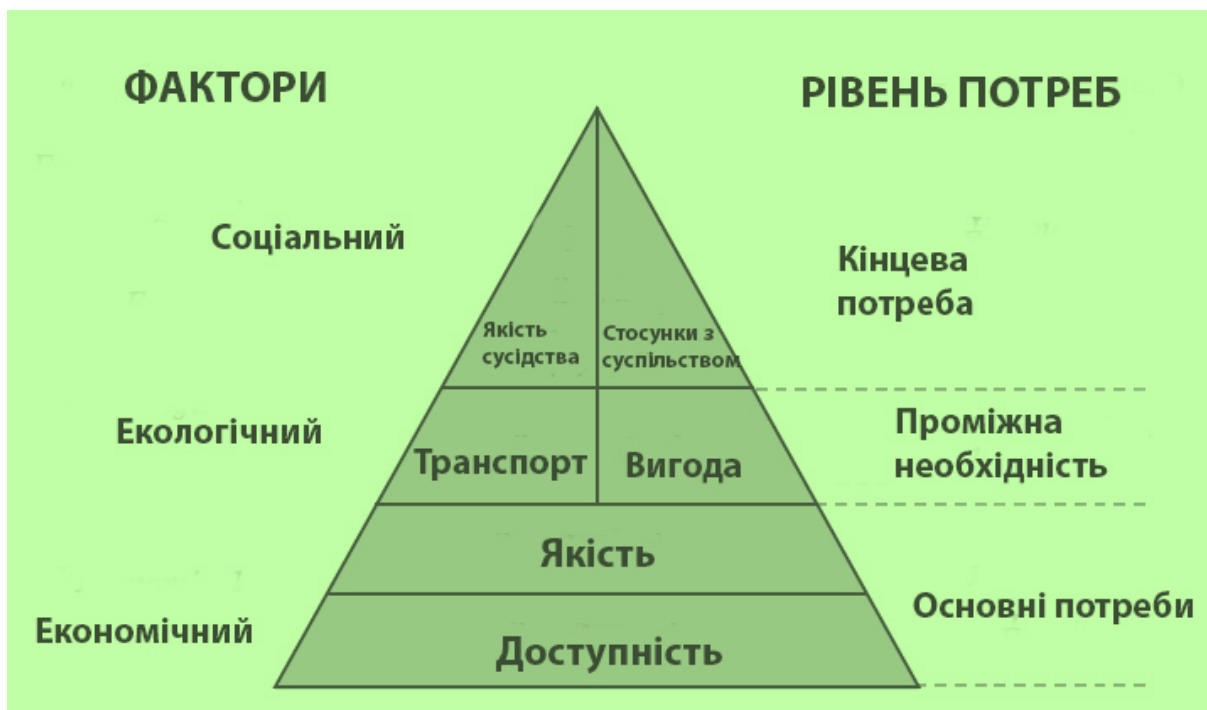 ФАКТОРИ
РІВЕНЬ ПОТРЕБ
Соціальний
Кінцева
потреба
Якість
сусідства
Стосунки з
суспільством
Екологічний
Проміжна
необхідність
Транспорт
Вигода
Якість
Економічний
Основні потреби
Доступність